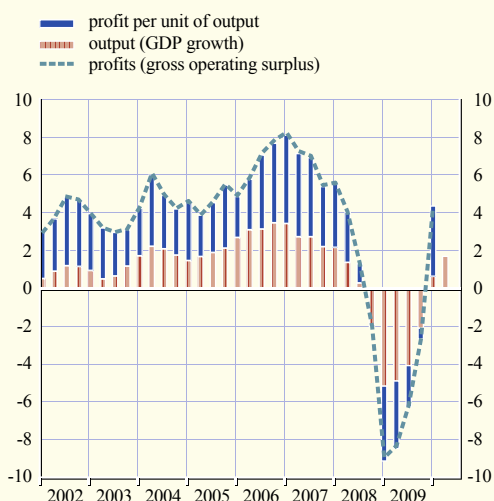 profit per unit of output
output (GDP growth)
profits (gross operating surplus)
10 10
8 8
6 6
4 4
2 2
0 0
-2 -2
-4 -4
-6 -6
-8 -8
-10 -10
2002 2003 2004 2005 2006 2007 2008 2009